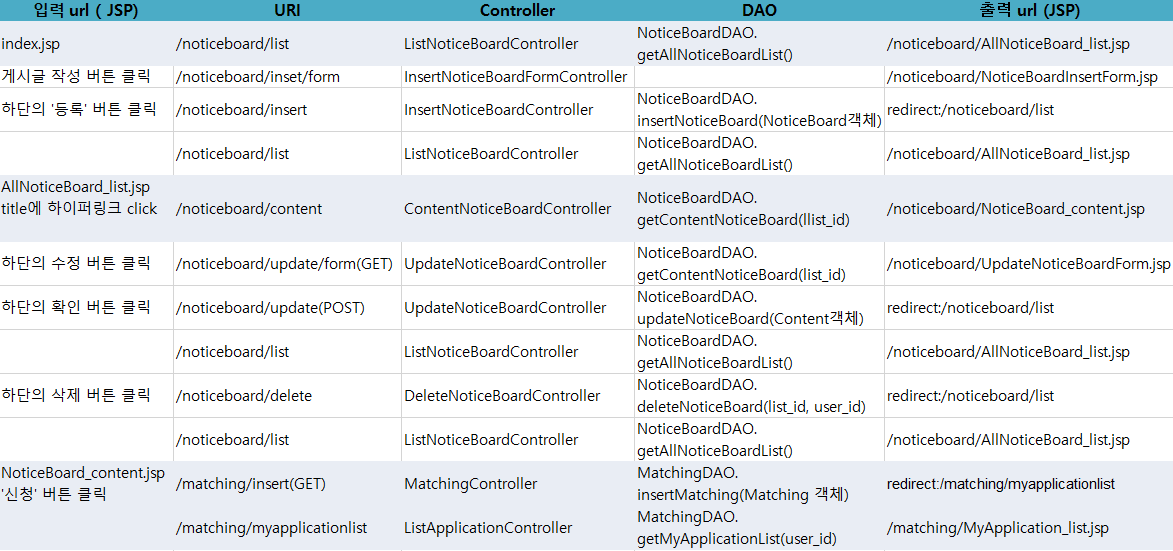 입력 url ( JSP) URI Controller DAO 출력 url (JSP)
index.jsp /noticeboard/list ListNoticeBoardController NoticeBoardDAO. /noticeboard/AllNoticeBoard_list.jsp
getAllNoticeBoardList()
게시글 작성 버튼 클릭 /noticeboard/inset/form InsertNoticeBoardFormController /noticeboard/NoticeBoardInsertForm.jsp
하단의 '등록' 버튼 클릭 /noticeboard/insert InsertNoticeBoardController NoticeBoardDAO. redirect:/noticeboard/list
insertNoticeBoard(NoticeBoard객체)
/noticeboard/list ListNoticeBoardController NoticeBoardDAO. /noticeboard/AllNoticeBoard_list.jsp
getAllNoticeBoardList()
AllNoticeBoard_list.jsp
title에 하이퍼링크 click /noticeboard/content ContentNoticeBoardController NoticeBoardDAO. /noticeboard/NoticeBoard_content.jsp
getContentNoticeBoard(llist_id)
하단의 수정 버튼 클릭 /noticeboard/update/form(GET) UpdateNoticeBoardController NoticeBoardDAO. /noticeboard/UpdateNoticeBoardForm.jsp
getContentNoticeBoard(list_id)
하단의 확인 버튼 클릭 /noticeboard/update(POST) UpdateNoticeBoardController NoticeBoardDAO. redirect:/noticeboard/list
updateNoticeBoard(Content객체)
/noticeboard/list ListNoticeBoardController NoticeBoardDAO. /noticeboard/AllNoticeBoard_list.jsp
getAllNoticeBoardList()
하단의 삭제 버튼 클릭 /noticeboard/delete DeleteNoticeBoardController NoticeBoardDAO. redirect:/noticeboard/list
deleteNoticeBoard(list_id, user_id)
/noticeboard/list ListNoticeBoardController NoticeBoardDAO. /noticeboard/AllNoticeBoard_list.jsp
getAllNoticeBoardList()
NoticeBoard_content.jsp
'신청' 버튼 클릭 /matching/insert(GET) MatchingController MatchingDAO. redirect:/matching/myapplicationlist
insertMatching(Matching 객체)
/matching/myapplicationlist ListApplicationController MatchingDAO. /matching/MyApplication_list.jsp
getMyApplicationList(user_id)